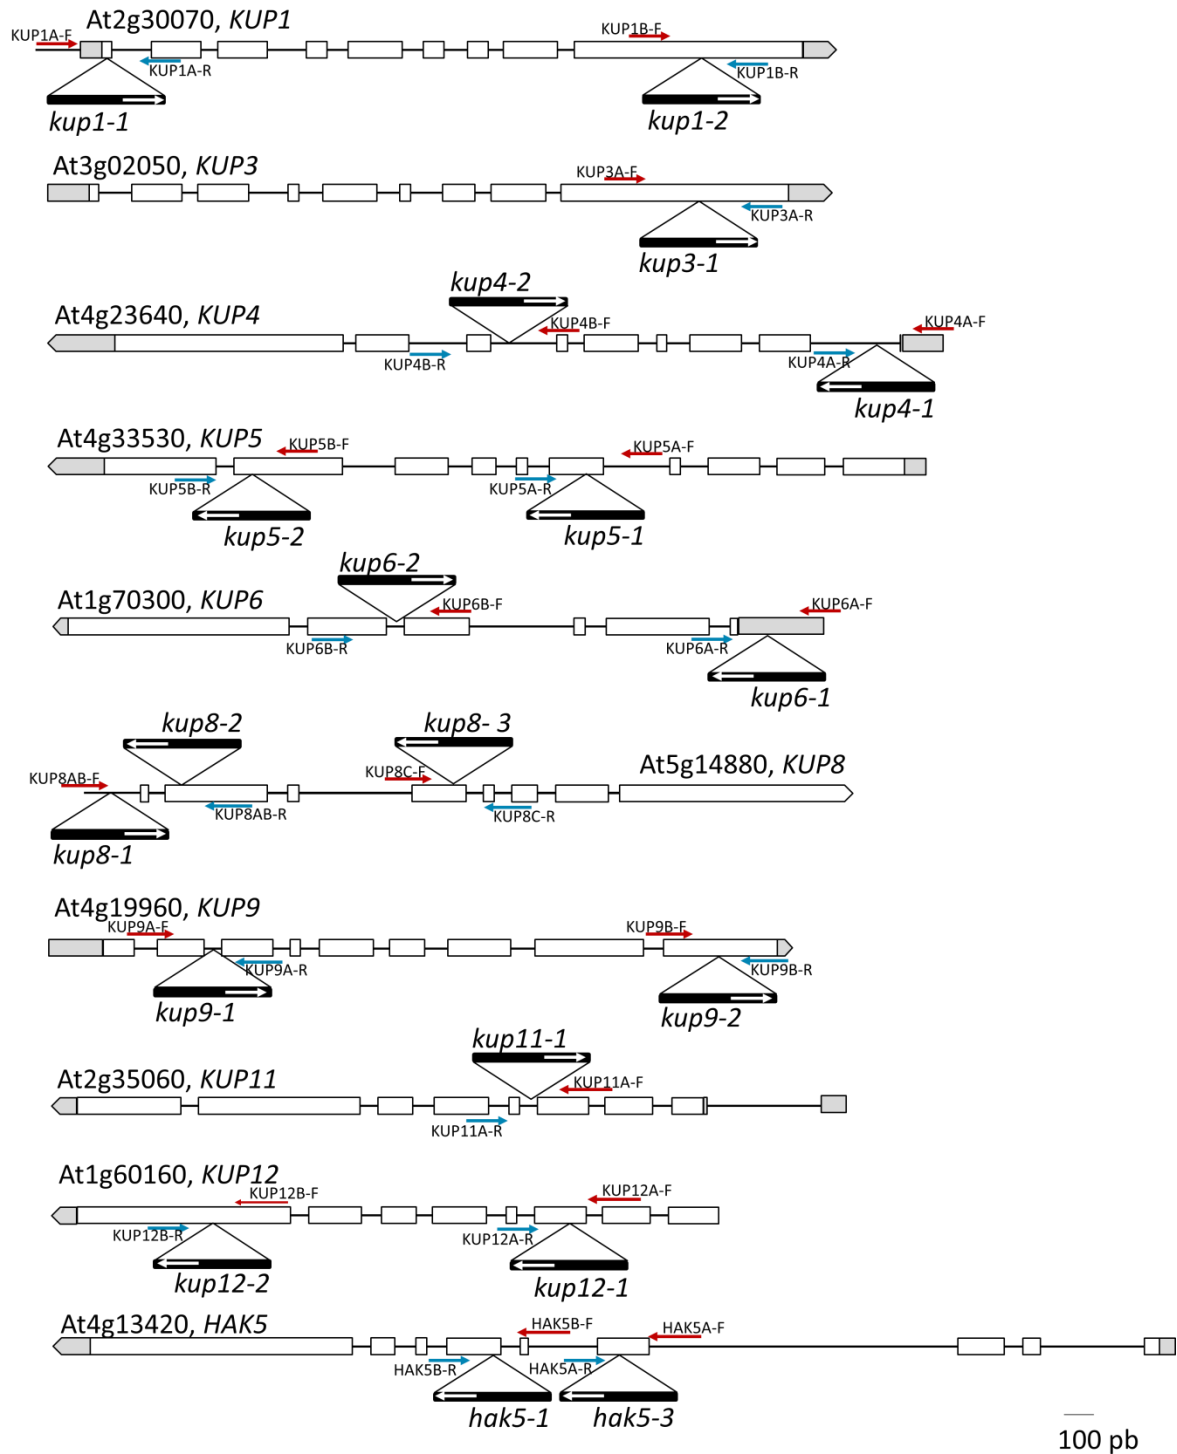 At2g30070, KUP1
KUP1A-F
KUP1B-F
KUP1A-R
KUP1B-R
kup1-1
kup1-2
At3g02050, KUP3
KUP3A-F
KUP3A-R
kup3-1
kup4-2
At4g23640, KUP4
KUP4B-F
KUP4A-F
KUP4B-R
KUP4A-R
kup4-1
At4g33530, KUP5
KUP5B-F
KUP5A-F
KUP5B-R
KUP5A-R
kup5-2
kup5-1
kup6-2
At1g70300, KUP6
KUP6B-F
KUP6A-F
KUP6B-R
KUP6A-R
kup6-1
kup8-2
kup8- 3
At5g14880, KUP8
KUP8AB-F
KUP8C-F
KUP8AB-R
KUP8C-R
kup8-1
At4g19960, KUP9
KUP9A-F
KUP9B-F
KUP9A-R
KUP9B-R
kup9-1
kup9-2
kup11-1
At2g35060, KUP11
KUP11A-F
KUP11A-R
At1g60160, KUP12
KUP12B-F
KUP12A-F
KUP12B-R
KUP12A-R
kup12-2
kup12-1
At4g13420, HAK5
HAK5B-F
HAK5A-F
HAK5B-R
HAK5A-R
hak5-1
hak5-3
100 pb